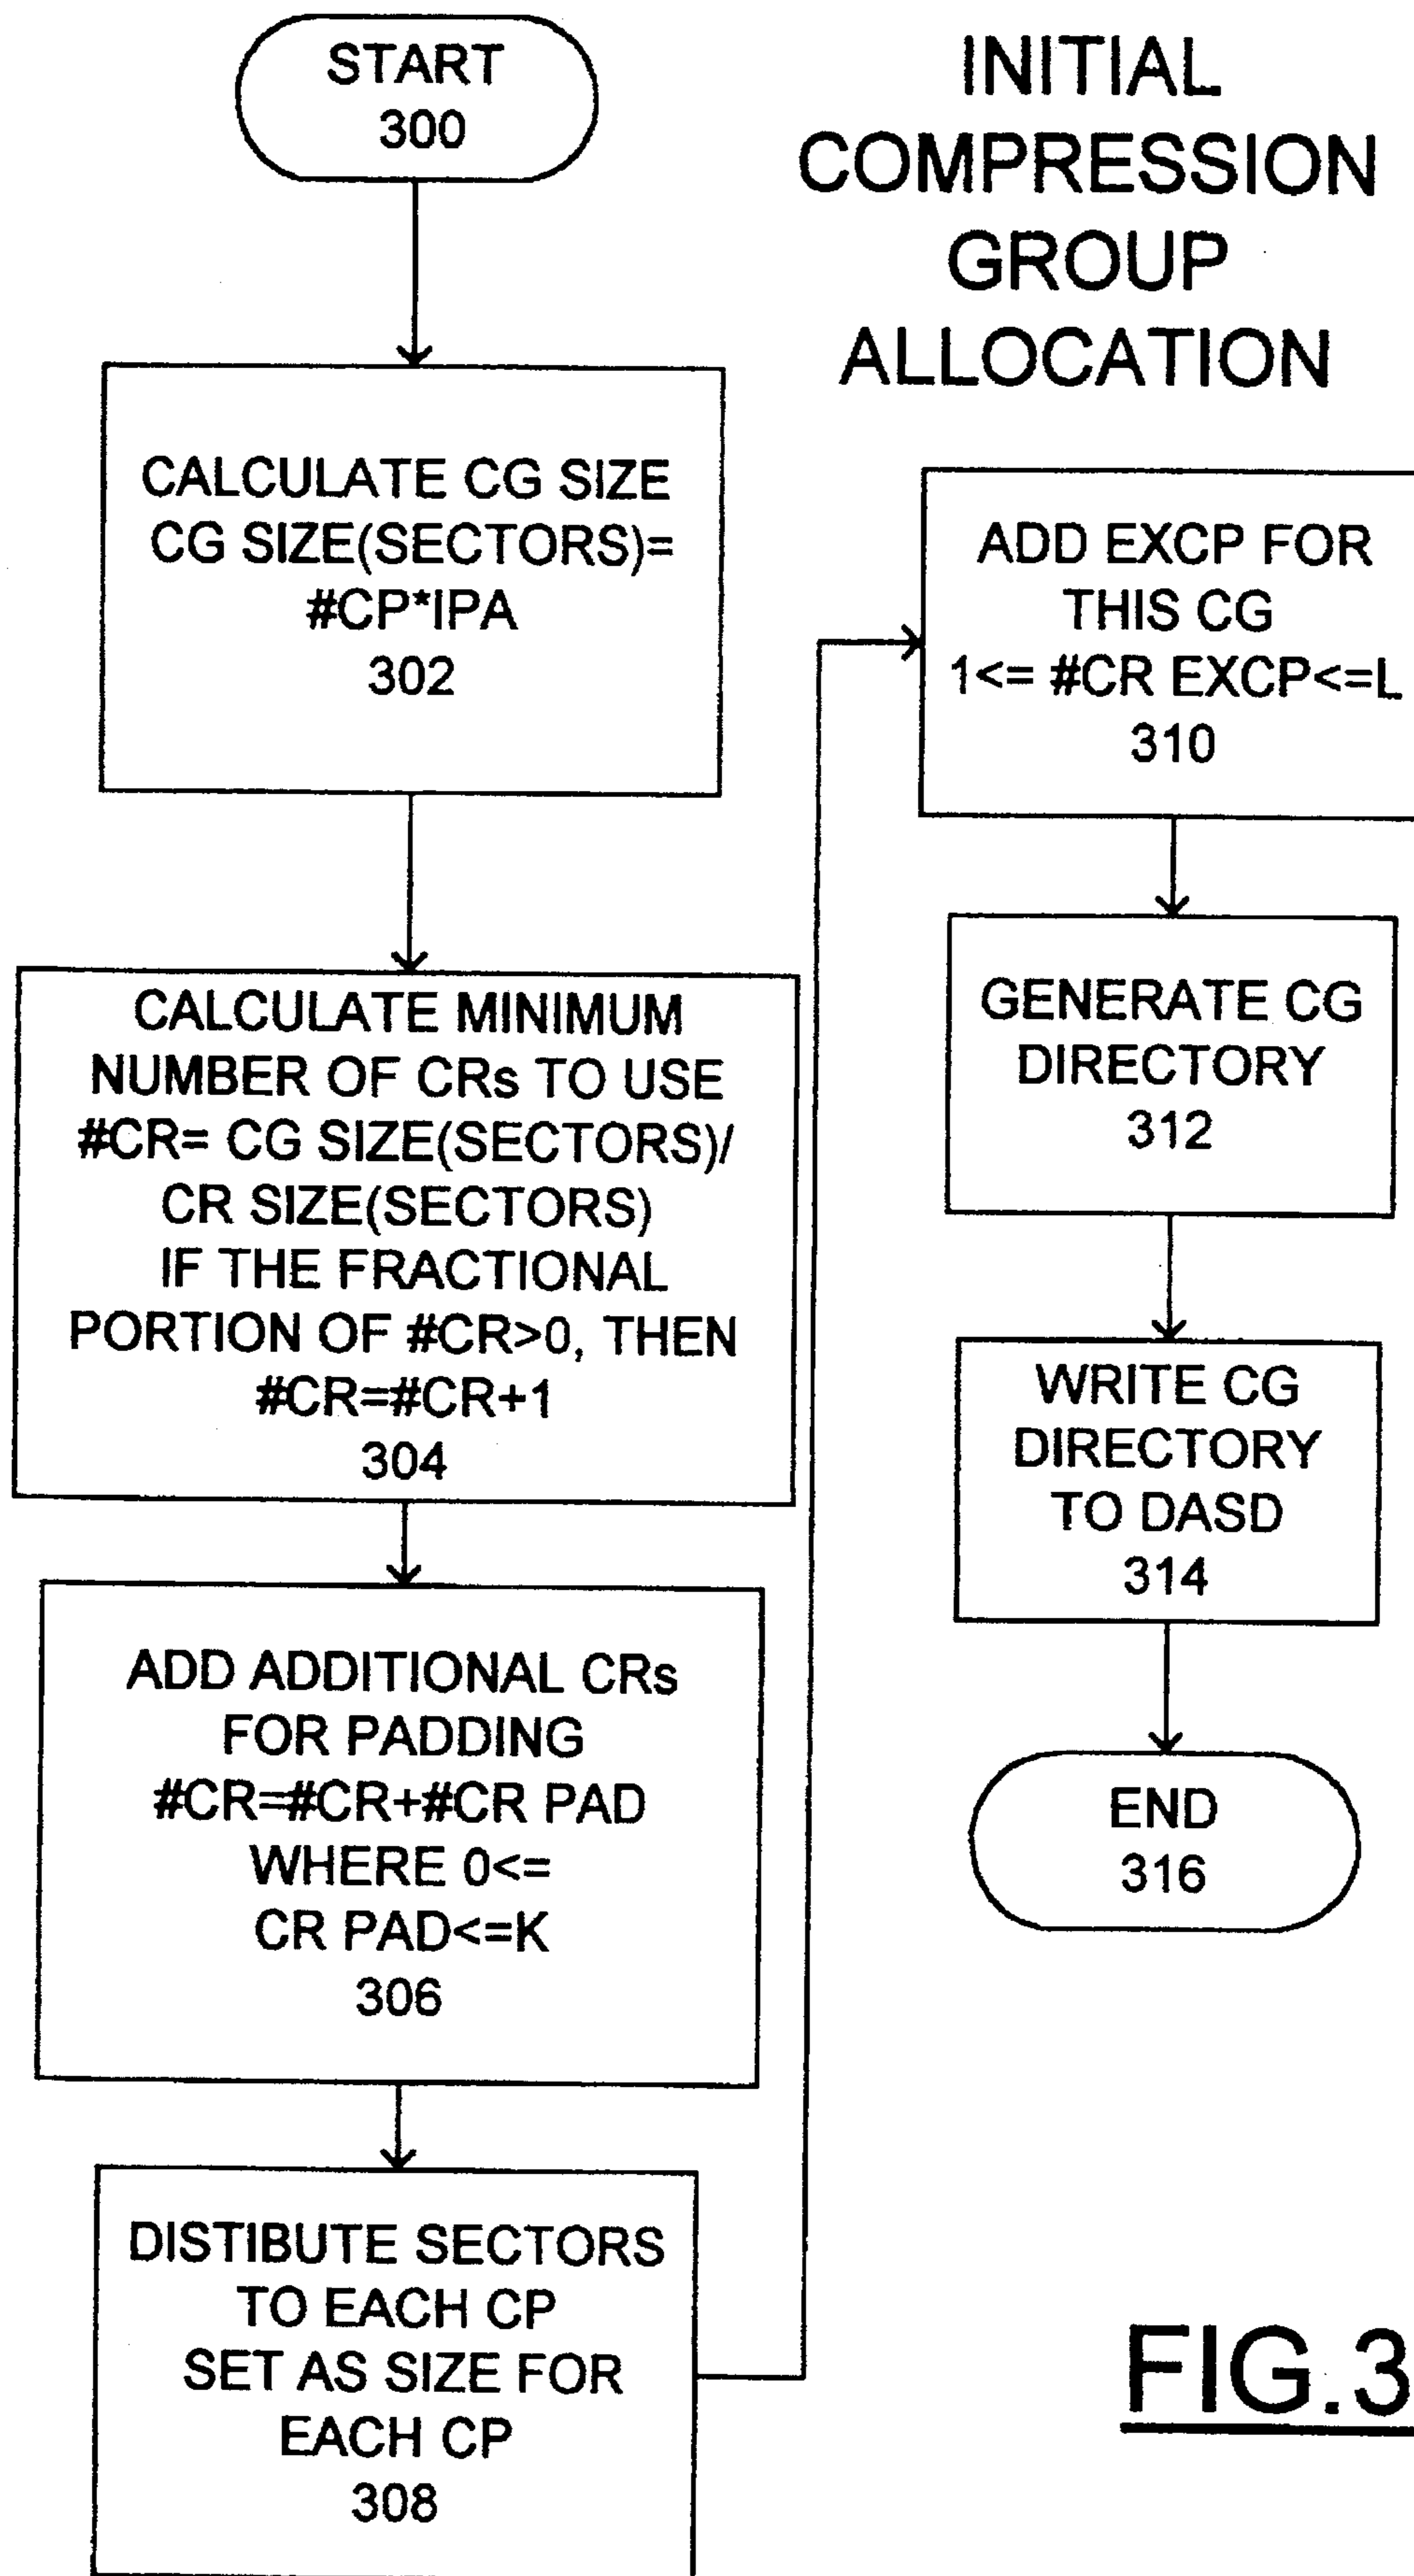 INITIAL
COMPRESSION
GROUP
ALLOCATION
START
300
CALCULATE CG SIZE
CG SIZE(SECTORS)=
#CP*IPA
302
CALCULATE MINIMUM
NUMBER OF CRs TO USE
#CR= CG SIZE(SECTORS)/
CR SIZE(SECTORS)
IF THE FRACTIONAL
PORTION OF #CR>0, THEN
#CR=#CR+1
304
ADD ADDITIONAL CRs
FOR PADDING
#CR=#CR+#CR PAD
WHERE 0<=
CR PAD<=K
306
DISTIBUTE SECTORS
TO EACH CP
SET AS SIZE FOR
EACH CP
308
ADD EXCP FOR
THIS CG
1<= #CR EXCP<=L
310
GENERATE CG
DIRECTORY
312
WRITE CG
DIRECTORY
TO DASD
314
END
316
FIG.3